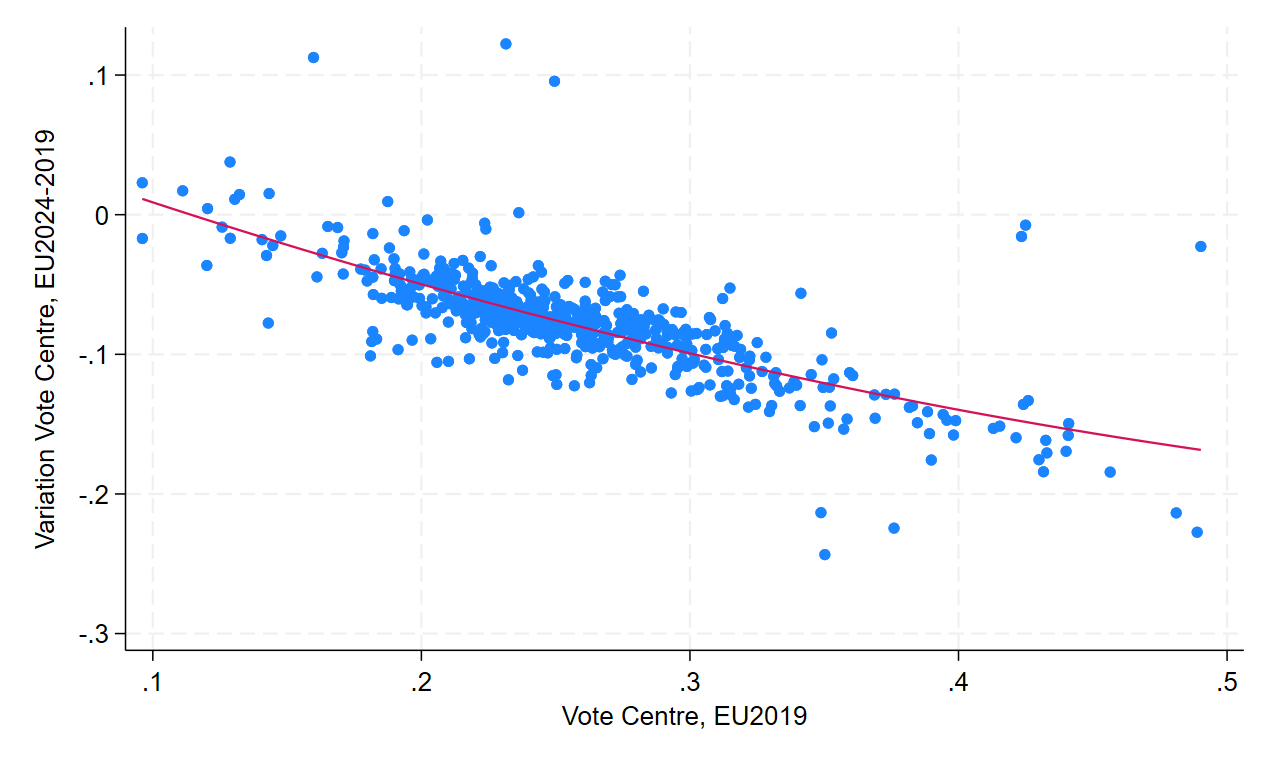 Variation Vote Centre, EU2024-2019
.1
0
-.1
-.2
-.3
.1 .2 .3 .4 .5
Vote Centre, EU2019